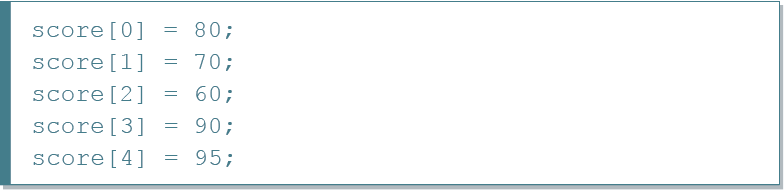 score[0] = 80;
score[1] = 70;
score[2] = 60;
score[3] = 90;
score[4] = 95;